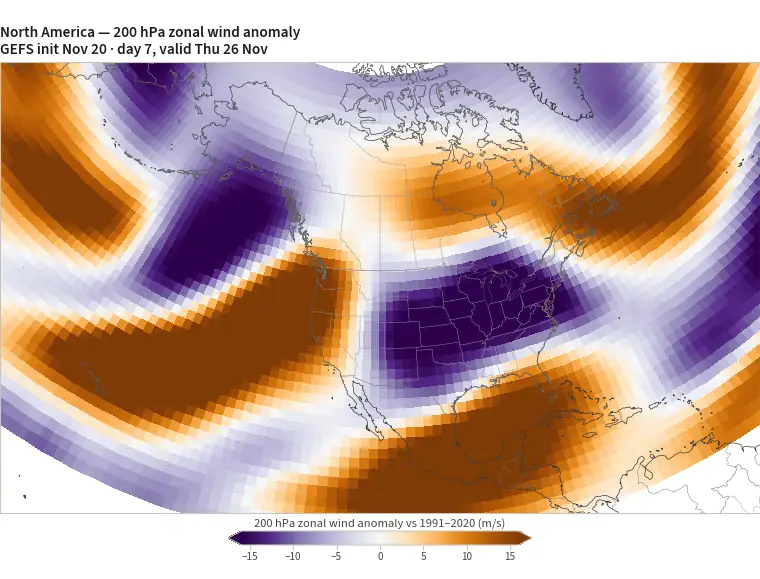 North America — 200 hPa zonal wind anomaly
GEFS init Nov 20 · day 7, valid Thu 26 Nov
200 hPa zonal wind anomaly vs 1991–2020 (m/s)
−15 −10 −5 0 5 10 15